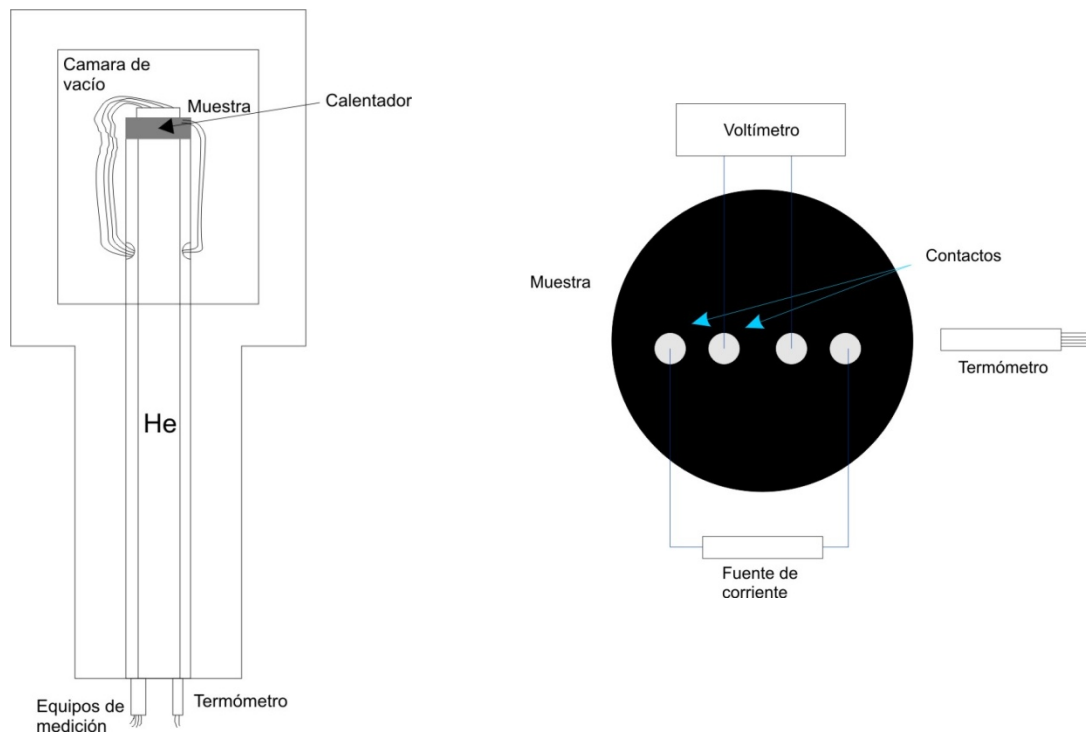 Camara de
vacío
Muestra
Calentador
He
Equipos de
medición
Termómetro
Voltímetro
Contactos
Muestra
Termómetro
Fuente de
corriente